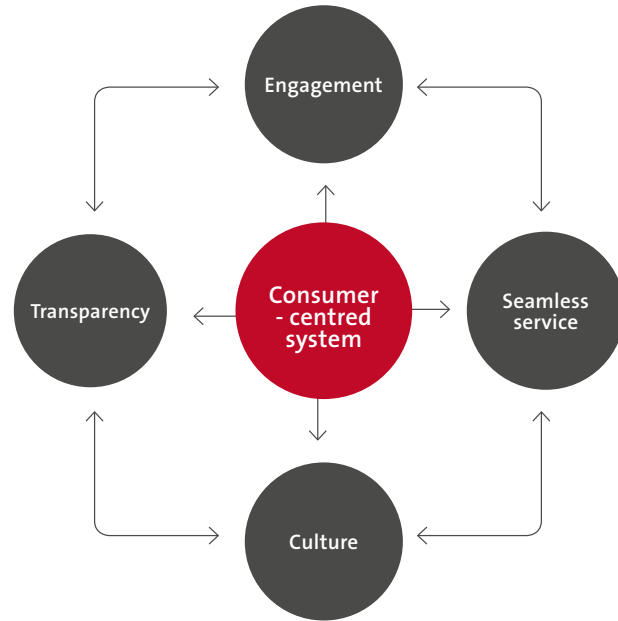 Engagement
Transparency
Consumer
- centred
system
Seamless
service
Culture